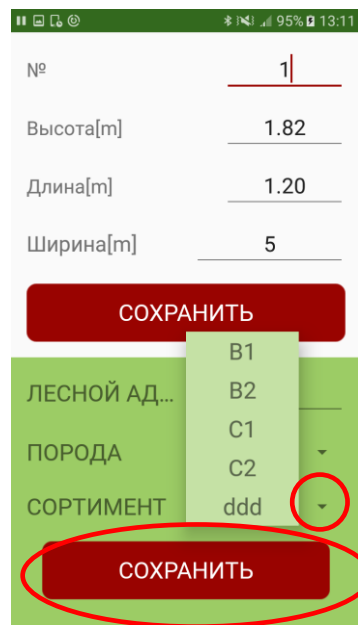 95% 13:11
№ 1
Высота[m] 1.82
Длина[m] 1.20
Ширина[m] 5
СОХРАНИТЬ
B1
ЛЕСНОЙ АД... B2
C1
ПОРОДА
C2
СОРТИМЕНТ ddd
СОХРАНИТЬ